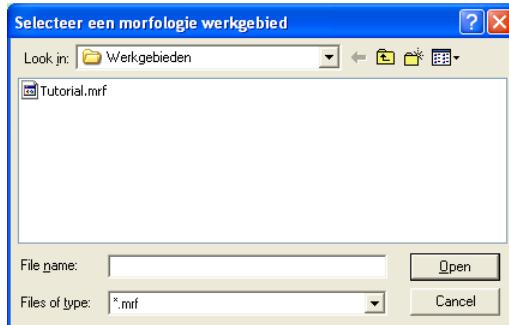 Selecteer een morfologie werkgebied
Look in: Werkgebieden
Tutorial.mrf
File name: Open
Files of type: *.mrf Cancel